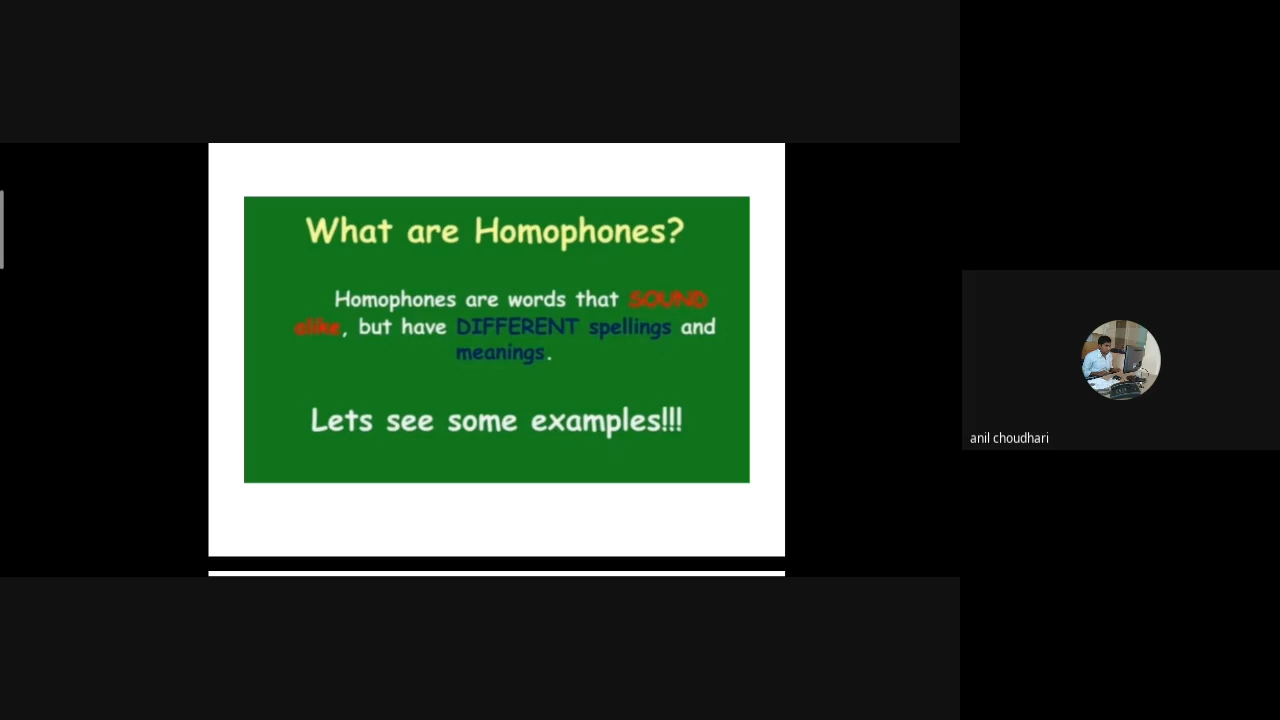 What are Homophones?
Homophones are words that SOUND
alike, but have DIFFERENT spellings and
meanings.
Lets see some examples!!!
anil choudhari